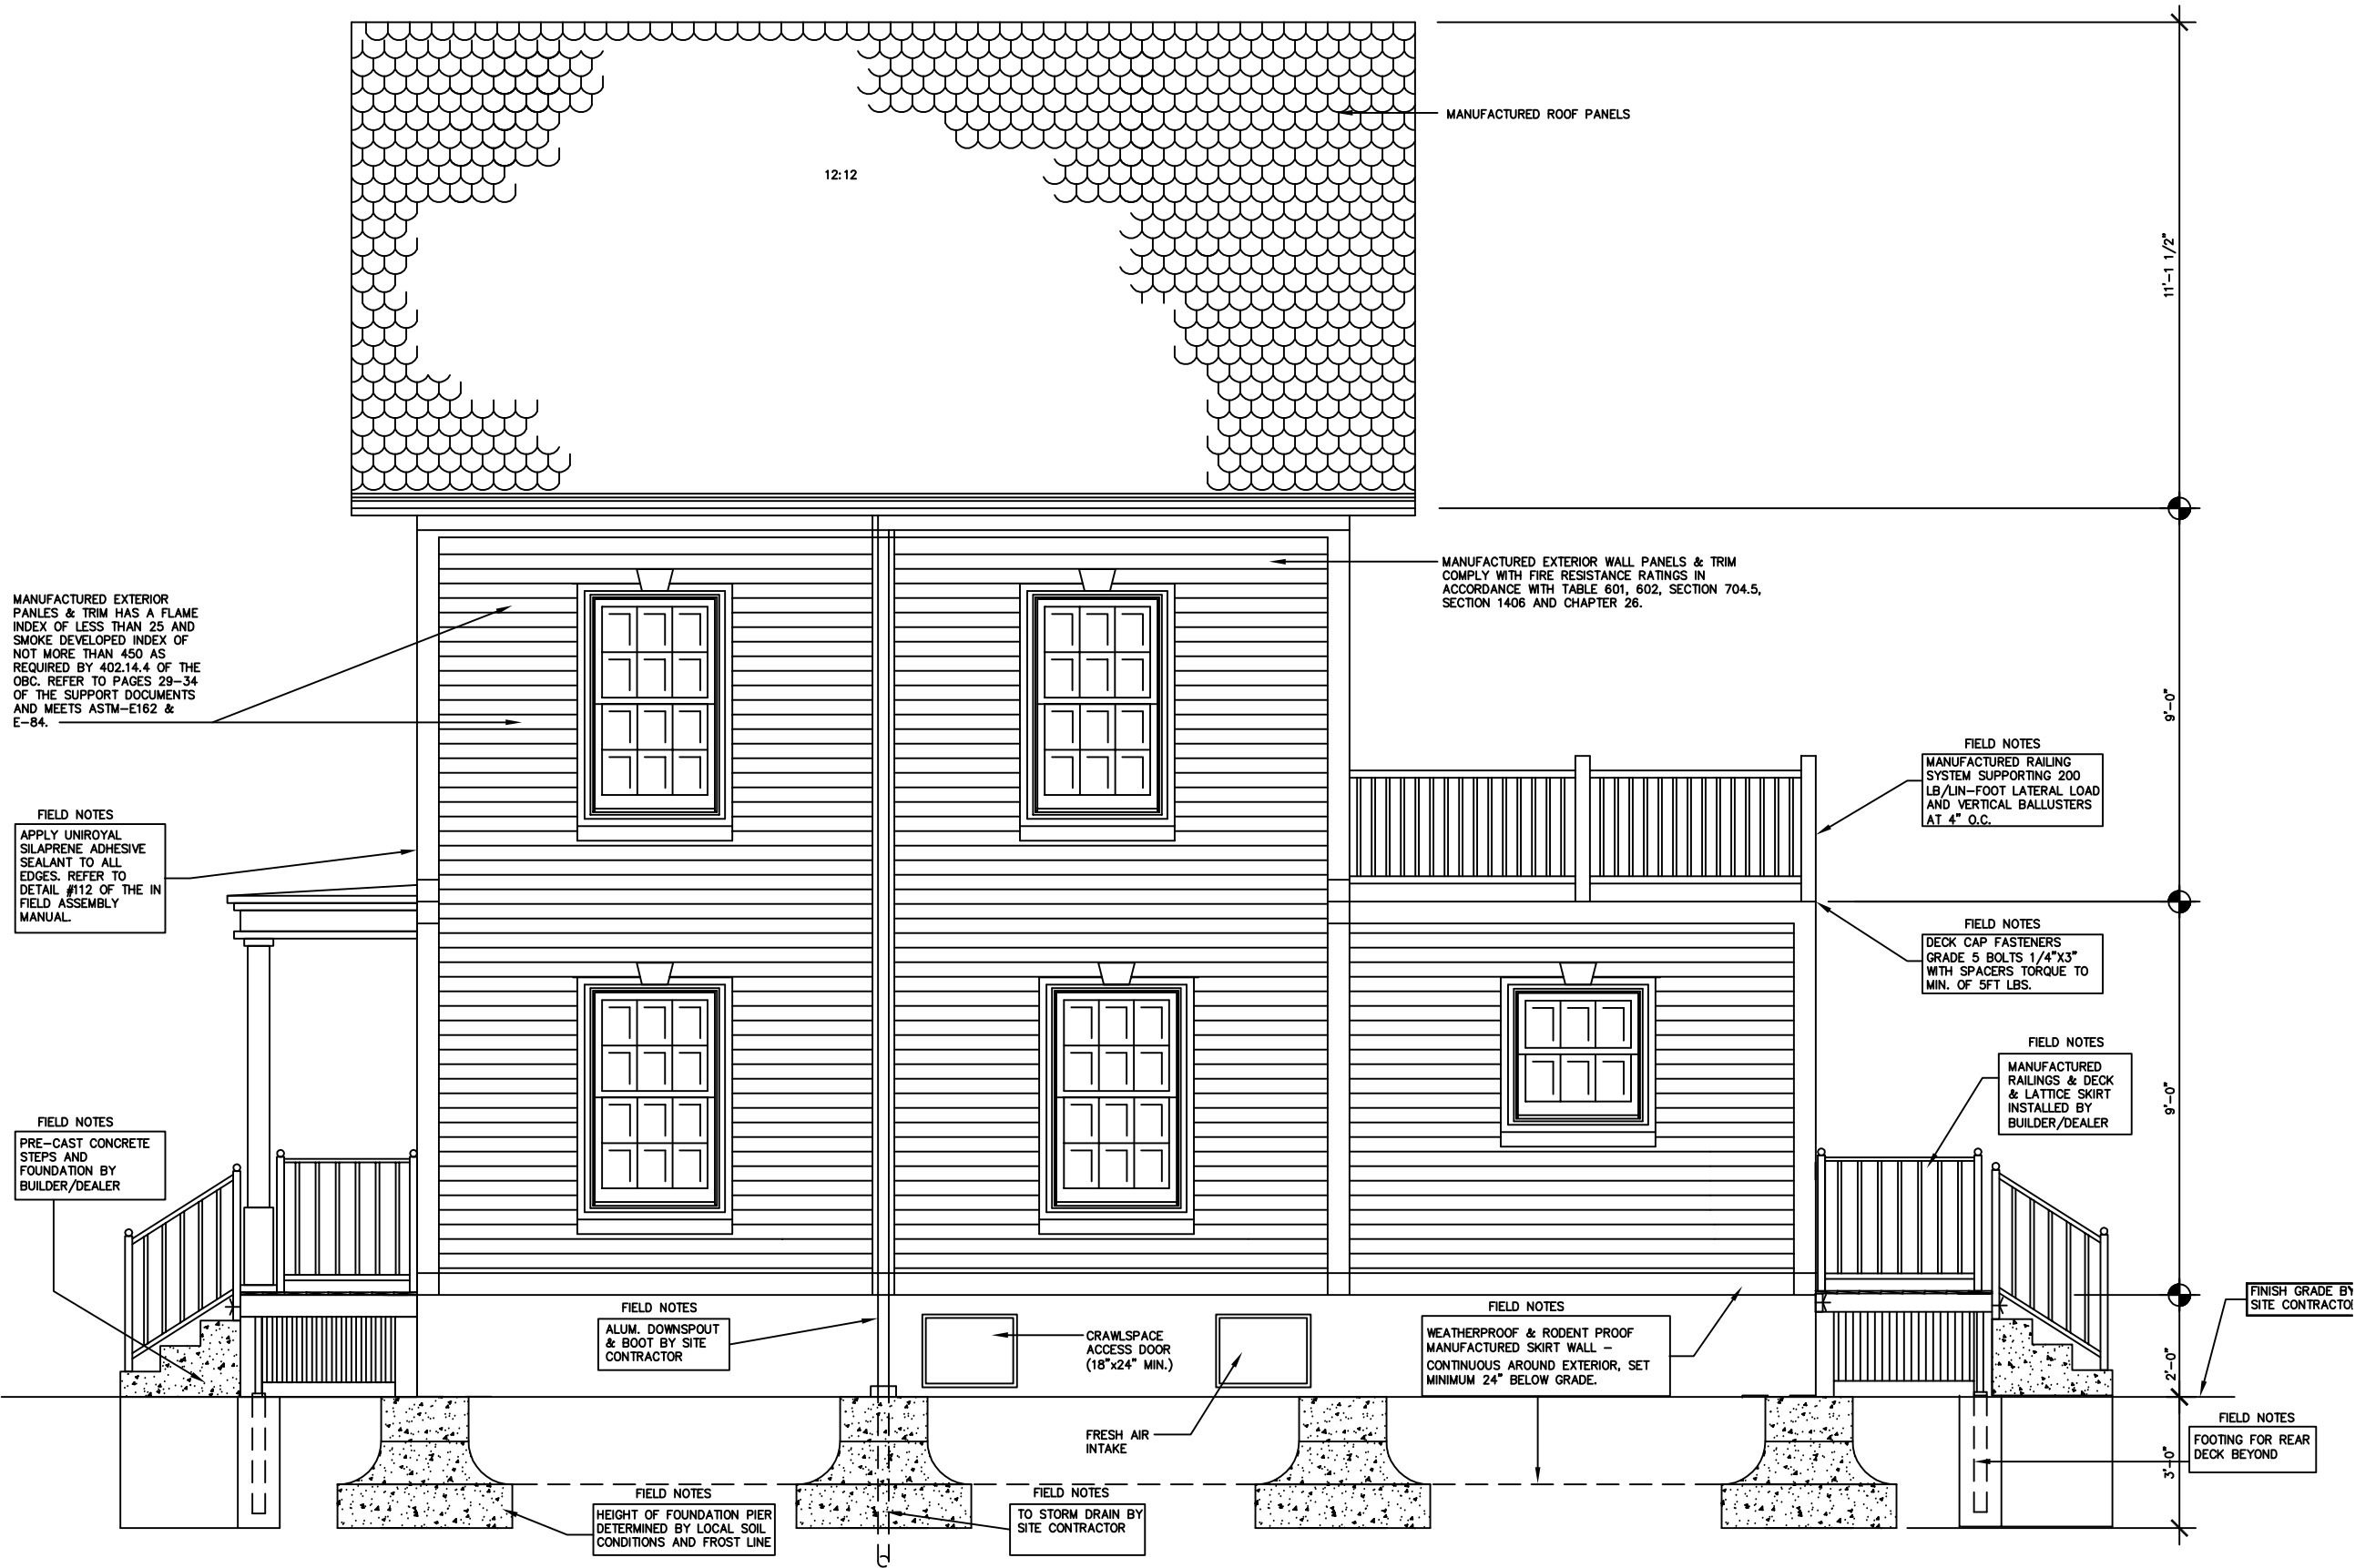 MANUFACTURED ROOF PANELS
12:12
11'-1 1/2"
MANUFACTURED EXTERIOR WALL PANELS & TRIM
COMPLY WITH FIRE RESISTANCE RATINGS IN
ACCORDANCE WITH TABLE 601, 602, SECTION 704.5,
SECTION 1406 AND CHAPTER 26.
MANUFACTURED EXTERIOR
PANLES & TRIM HAS A FLAME
INDEX OF LESS THAN 25 AND
SMOKE DEVELOPED INDEX OF
NOT MORE THAN 450 AS
REQUIRED BY 402.14.4 OF THE
OBC. REFER TO PAGES 29-34
OF THE SUPPORT DOCUMENTS
AND MEETS ASTM-E162 &
E-84.
9'-0"
FIELD NOTES
MANUFACTURED RAILING
SYSTEM SUPPORTING 200
LB/LIN-FOOT LATERAL LOAD
AND VERTICAL BALLUSTERS
AT 4" O.C.
FIELD NOTES
APPLY UNIROYAL
SILAPRENE ADHESIVE
SEALANT TO ALL
EDGES. REFER TO
DETAIL #112 OF THE IN
FIELD ASSEMBLY
MANUAL.
FIELD NOTES
DECK CAP FASTENERS
GRADE 5 BOLTS 1/4"X3"
WITH SPACERS TORQUE TO
MIN. OF 5FT LBS.
FIELD NOTES
MANUFACTURED
RAILINGS & DECK
& LATTICE SKIRT
INSTALLED BY
BUILDER/DEALER
9'-0"
FIELD NOTES
PRE-CAST CONCRETE
STEPS AND
FOUNDATION BY
BUILDER/DEALER
FINISH GRADE BY
SITE CONTRACTOR
FIELD NOTES
ALUM. DOWNSPOUT
& BOOT BY SITE
CONTRACTOR
CRAWLSPACE
ACCESS DOOR
(18"x24" MIN.)
FIELD NOTES
WEATHERPROOF & RODENT PROOF
MANUFACTURED SKIRT WALL -
CONTINUOUS AROUND EXTERIOR, SET
MINIMUM 24" BELOW GRADE.
2'-0"
FRESH AIR
INTAKE
FIELD NOTES
FOOTING FOR REAR
DECK BEYOND
3'-0"
FIELD NOTES
HEIGHT OF FOUNDATION PIER
DETERMINED BY LOCAL SOIL
CONDITIONS AND FROST LINE
FIELD NOTES
TO STORM DRAIN BY
SITE CONTRACTOR